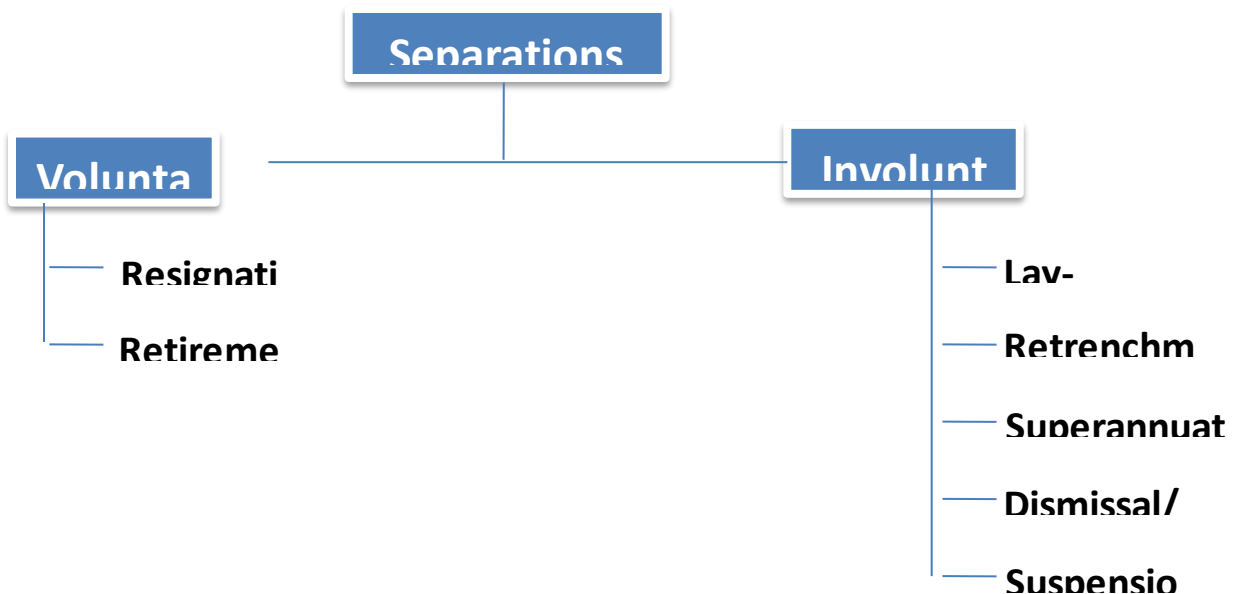 Separations
Volunta
Involunt
Resignati
Retireme
Lay-
Retrenchm
Superannuat
Dismissal/
Suspensio